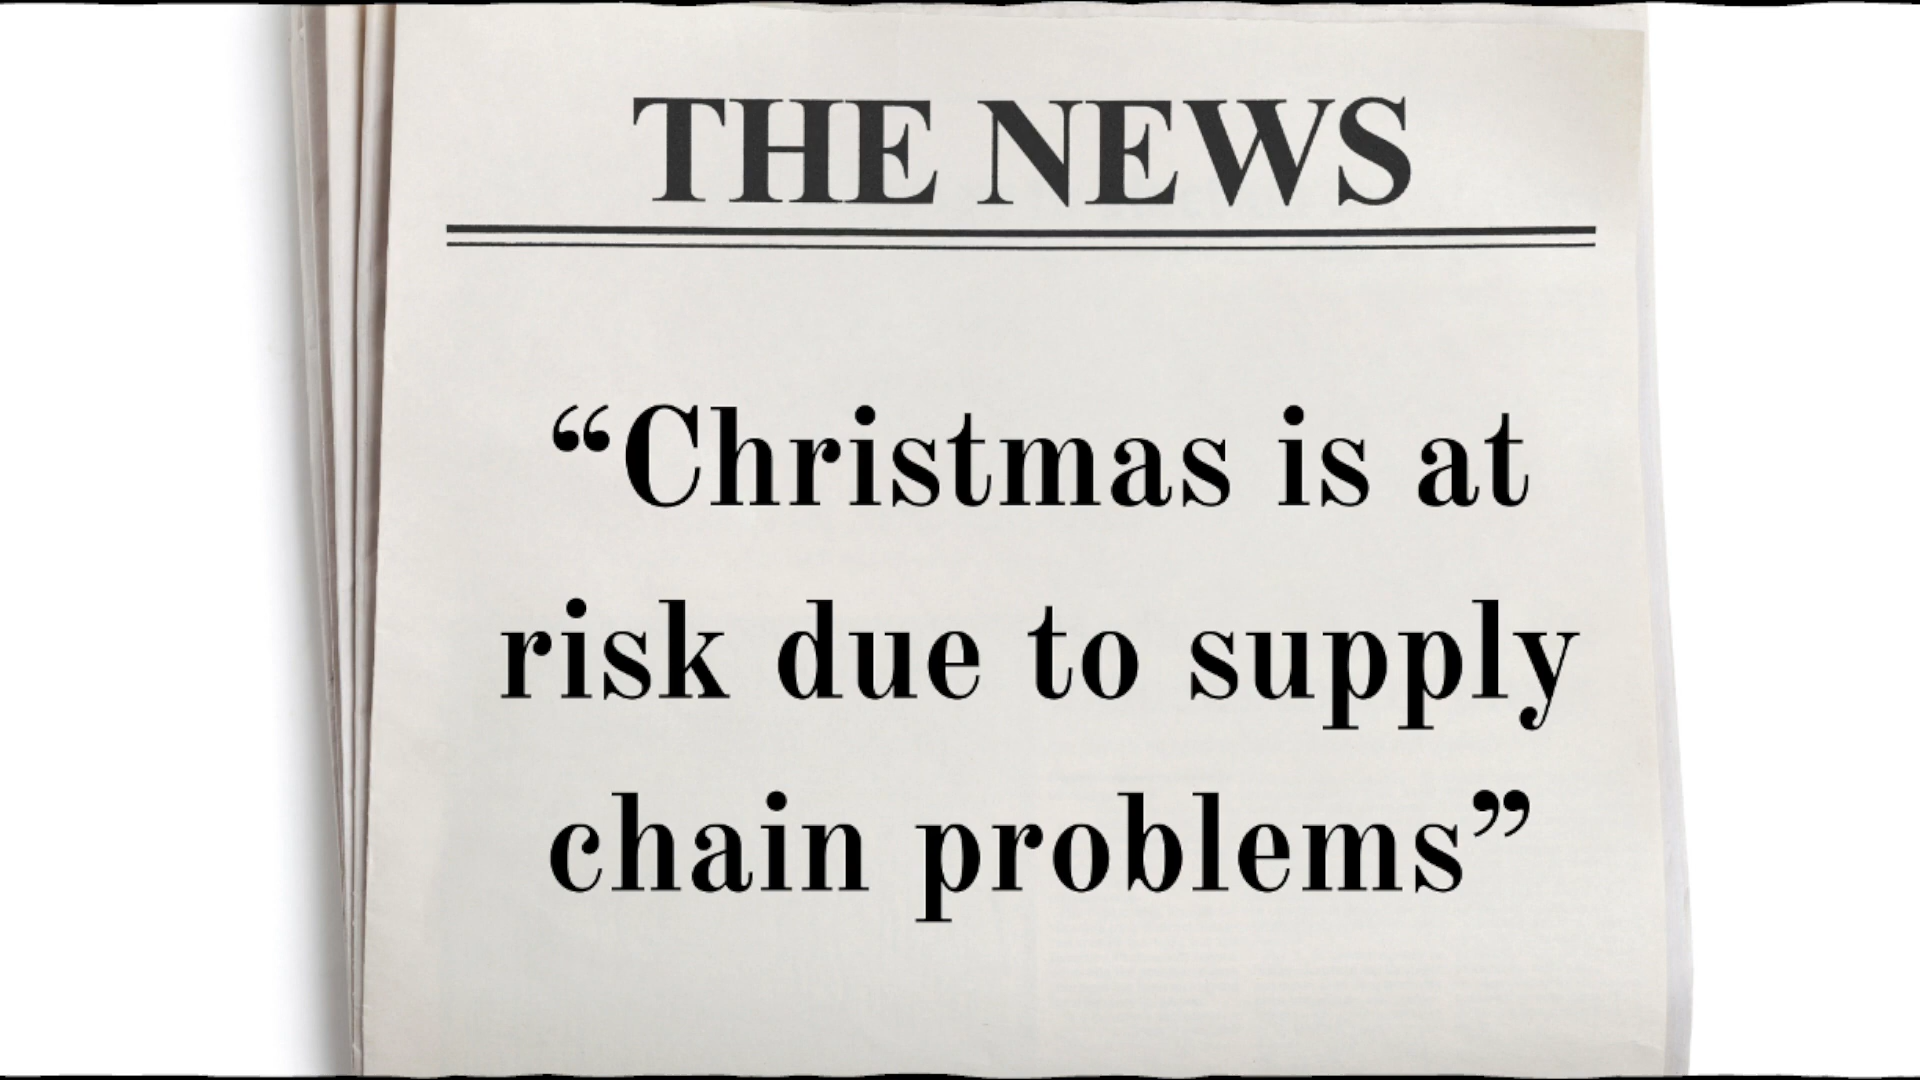 THE NEWS
“Christmas is at
risk due to supply
chain problems”